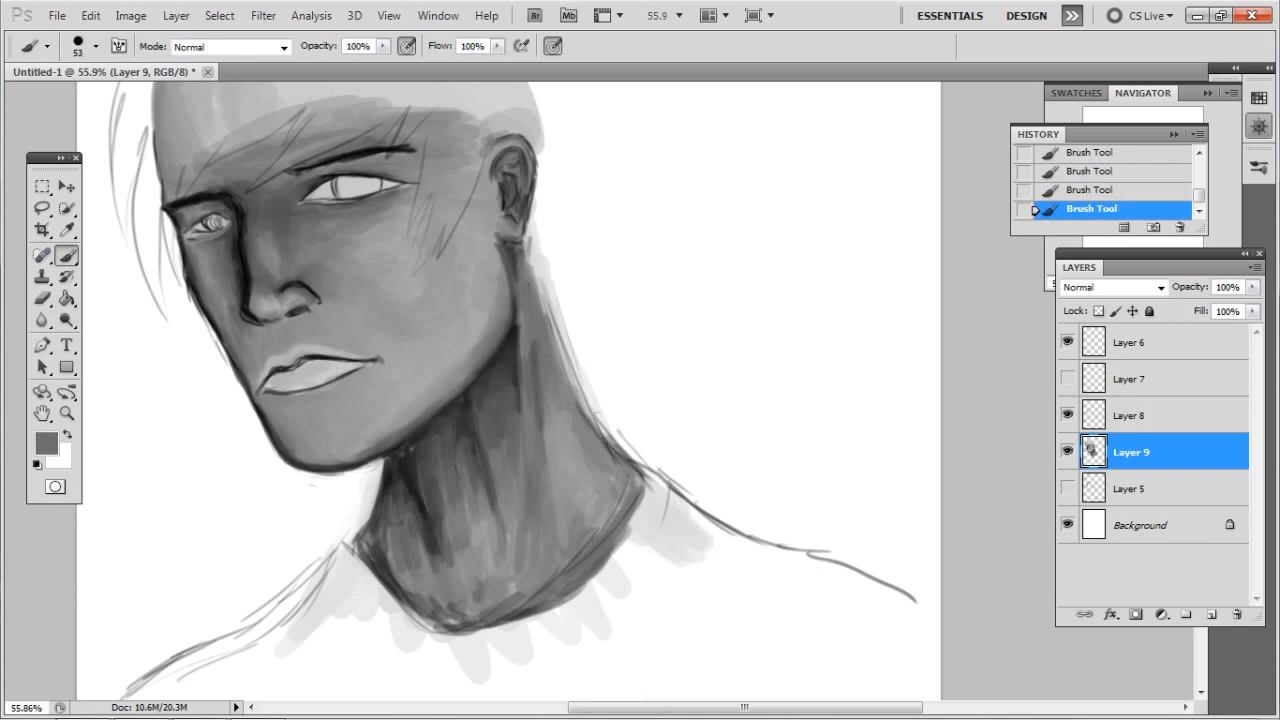 Ps File Edit Image Layer Select Filter Analysis 3D View Window Help Br Mb 55.9 ESSENTIALS DESIGN CS Live
53 Mode: Normal Opacity: 100% Flow: 100%
Untitled-1 @ 55.9% (Layer 9, RGB/8) *
SWATCHES NAVIGATOR
HISTORY
Brush Tool
Brush Tool
Brush Tool
Brush Tool
LAYERS
Normal Opacity: 100%
Lock: Fill: 100%
Layer 6
Layer 7
Layer 8
Layer 9
Layer 5
Background
fx
55.86% Doc: 10.6M/20.3M